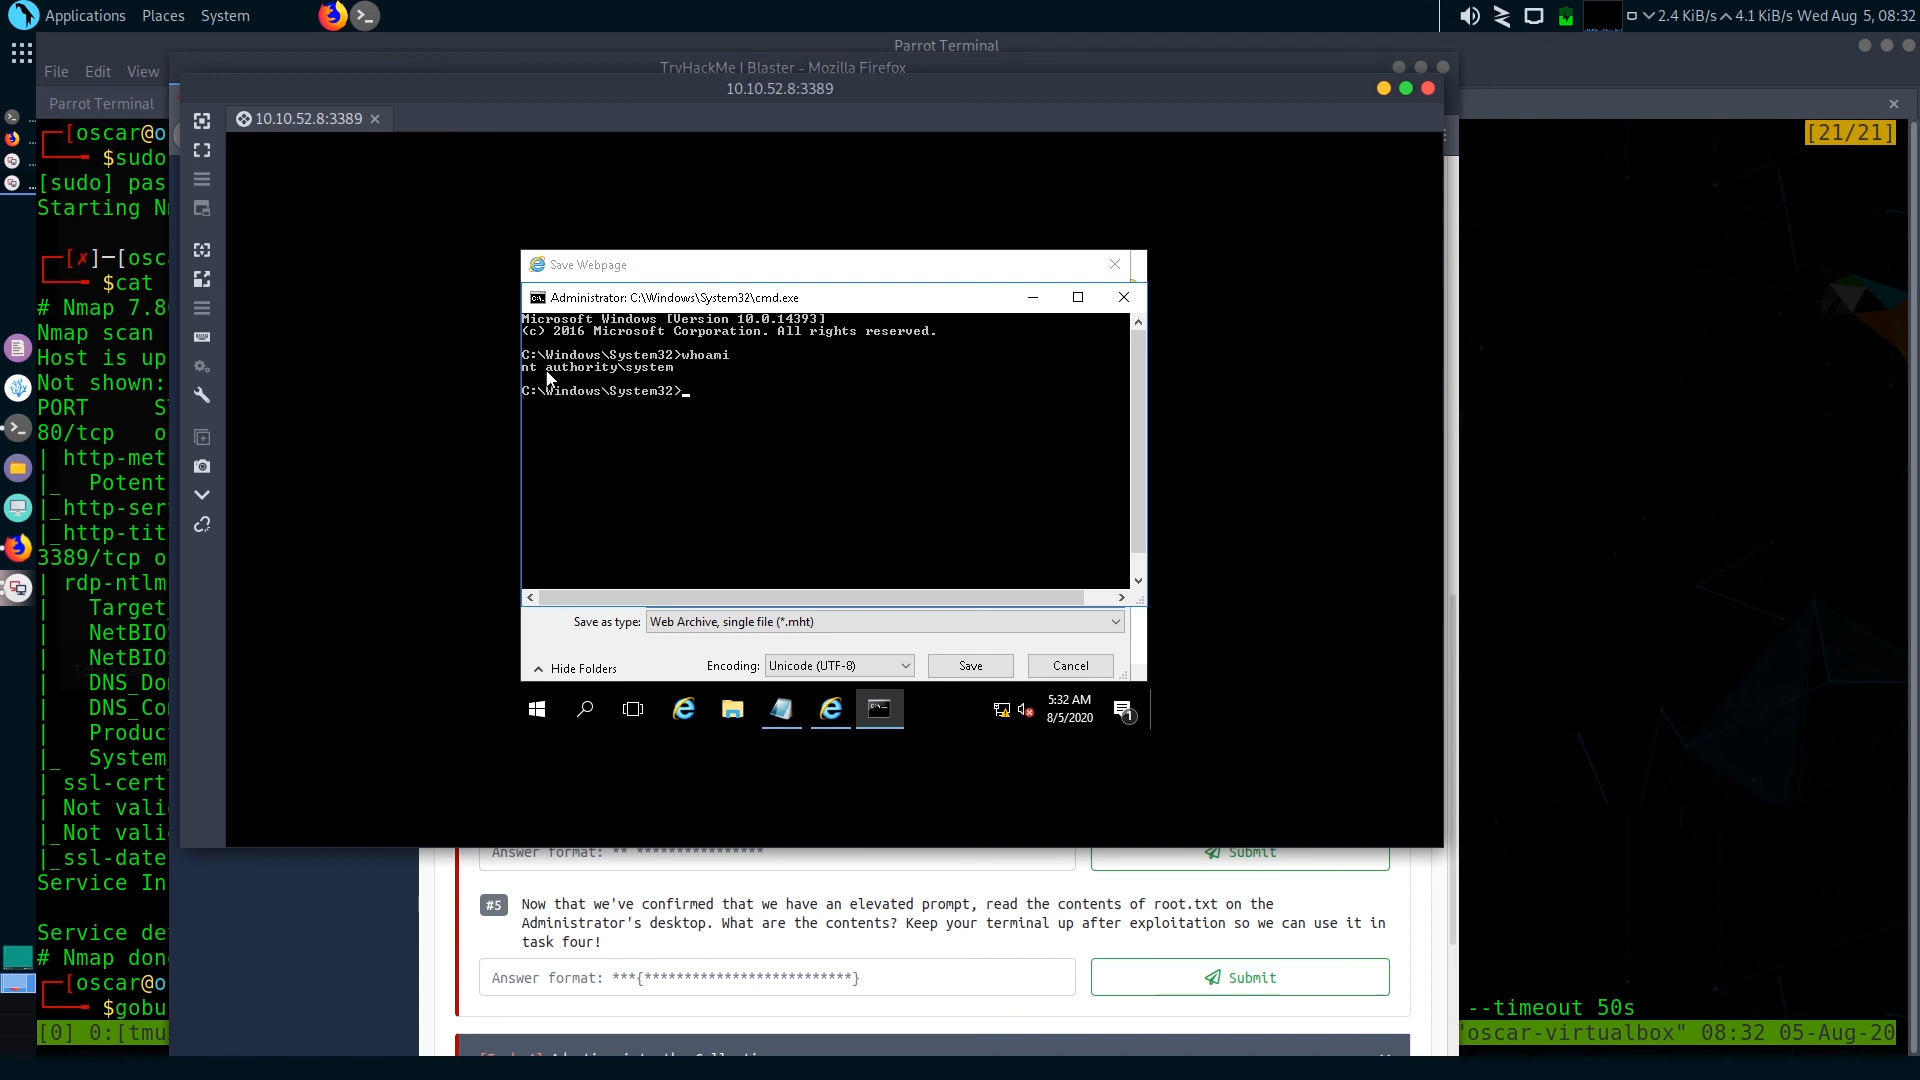 Applications Places System
2.4 KiB/s 4.1 KiB/s Wed Aug 5, 08:32
Parrot Terminal
File Edit View
TryHackMe | Blaster - Mozilla Firefox
10.10.52.8:3389
Parrot Terminal
10.10.52.8:3389
[21/21]
┌─[oscar@o
└──╼ $sudo
[sudo] pas
Starting N
┌─[✗]─[osc
└──╼ $cat
# Nmap 7.8
Nmap scan
Host is up
Not shown:
PORT S
80/tcp o
| http-met
|_ Potent
|_http-ser
|_http-tit
3389/tcp o
| rdp-ntlm
| Target
| NetBIO
| NetBIO
| DNS_Do
| DNS_Co
| Produc
|_ System
| ssl-cert
| Not vali
|_Not vali
|_ssl-date
Service In
Service de
# Nmap don
┌─[oscar@o
└──╼ $gobu
--timeout 50s
[0] 0:[tmu
"oscar-virtualbox" 08:32 05-Aug-20
Save Webpage
Administrator: C:\Windows\System32\cmd.exe
Microsoft Windows [Version 10.0.14393]
(c) 2016 Microsoft Corporation. All rights reserved.
C:\Windows\System32>whoami
nt authority\system
C:\Windows\System32>_
Save as type: Web Archive, single file (*.mht)
Hide Folders Encoding: Unicode (UTF-8) Save Cancel
5:32 AM
8/5/2020
1
Answer format: ** **************** Submit
#5 Now that we've confirmed that we have an elevated prompt, read the contents of root.txt on the
Administrator's desktop. What are the contents? Keep your terminal up after exploitation so we can use it in
task four!
Answer format: ***{**************************} Submit